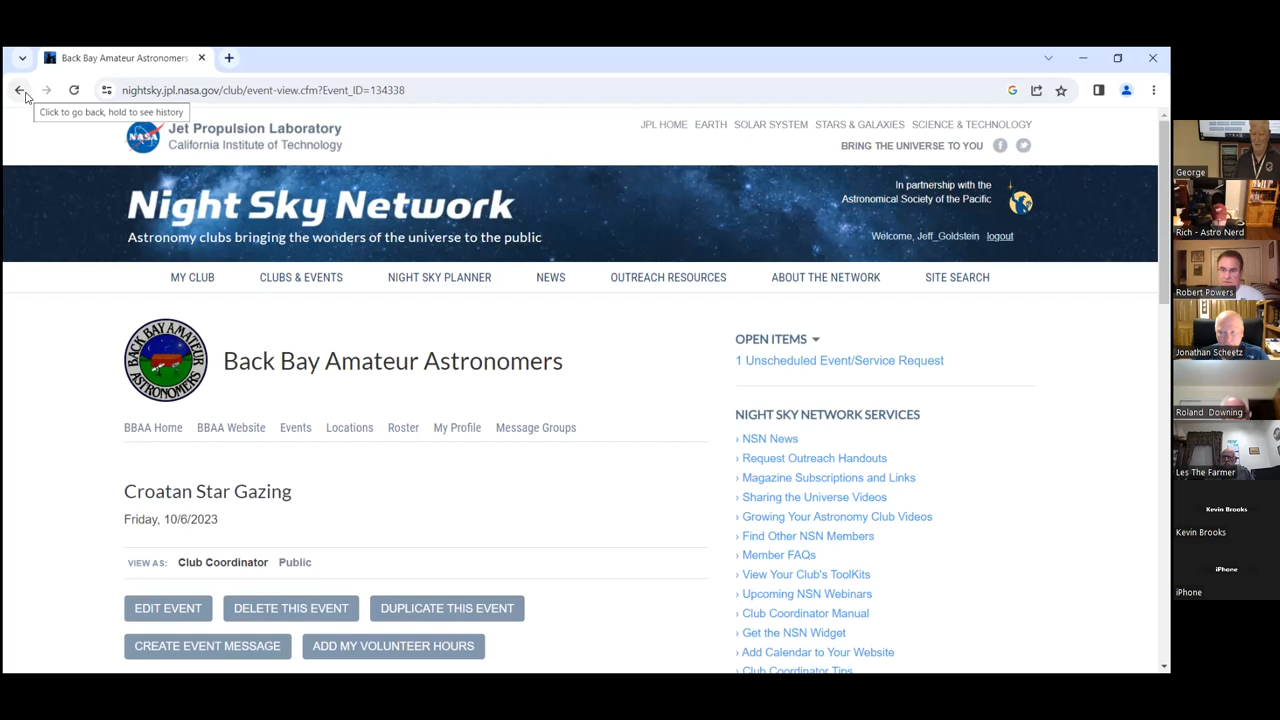 Back Bay Amateur Astronomers
nightsky.jpl.nasa.gov/club/event-view.cfm?Event_ID=134338
Click to go back, hold to see history
NASA
Jet Propulsion Laboratory
California Institute of Technology
JPL HOME EARTH SOLAR SYSTEM STARS & GALAXIES SCIENCE & TECHNOLOGY
BRING THE UNIVERSE TO YOU
Night Sky Network
Astronomy clubs bringing the wonders of the universe to the public
In partnership with the
Astronomical Society of the Pacific
Welcome, Jeff_Goldstein logout
MY CLUB CLUBS & EVENTS NIGHT SKY PLANNER NEWS OUTREACH RESOURCES ABOUT THE NETWORK SITE SEARCH
BACK BAY AMATEUR ASTRONOMERS
Back Bay Amateur Astronomers
BBAA Home BBAA Website Events Locations Roster My Profile Message Groups
Croatan Star Gazing
Friday, 10/6/2023
VIEW AS: Club Coordinator Public
EDIT EVENT DELETE THIS EVENT DUPLICATE THIS EVENT
CREATE EVENT MESSAGE ADD MY VOLUNTEER HOURS
OPEN ITEMS
1 Unscheduled Event/Service Request
NIGHT SKY NETWORK SERVICES
› NSN News
› Request Outreach Handouts
› Magazine Subscriptions and Links
› Sharing the Universe Videos
› Growing Your Astronomy Club Videos
› Find Other NSN Members
› Member FAQs
› View Your Club's ToolKits
› Upcoming NSN Webinars
› Club Coordinator Manual
› Get the NSN Widget
› Add Calendar to Your Website
› Club Coordinator Tips
George
Rich - Astro Nerd
Robert Powers
Jonathan Scheetz
Roland Downing
Les The Farmer
Kevin Brooks
Kevin Brooks
iPhone
iPhone